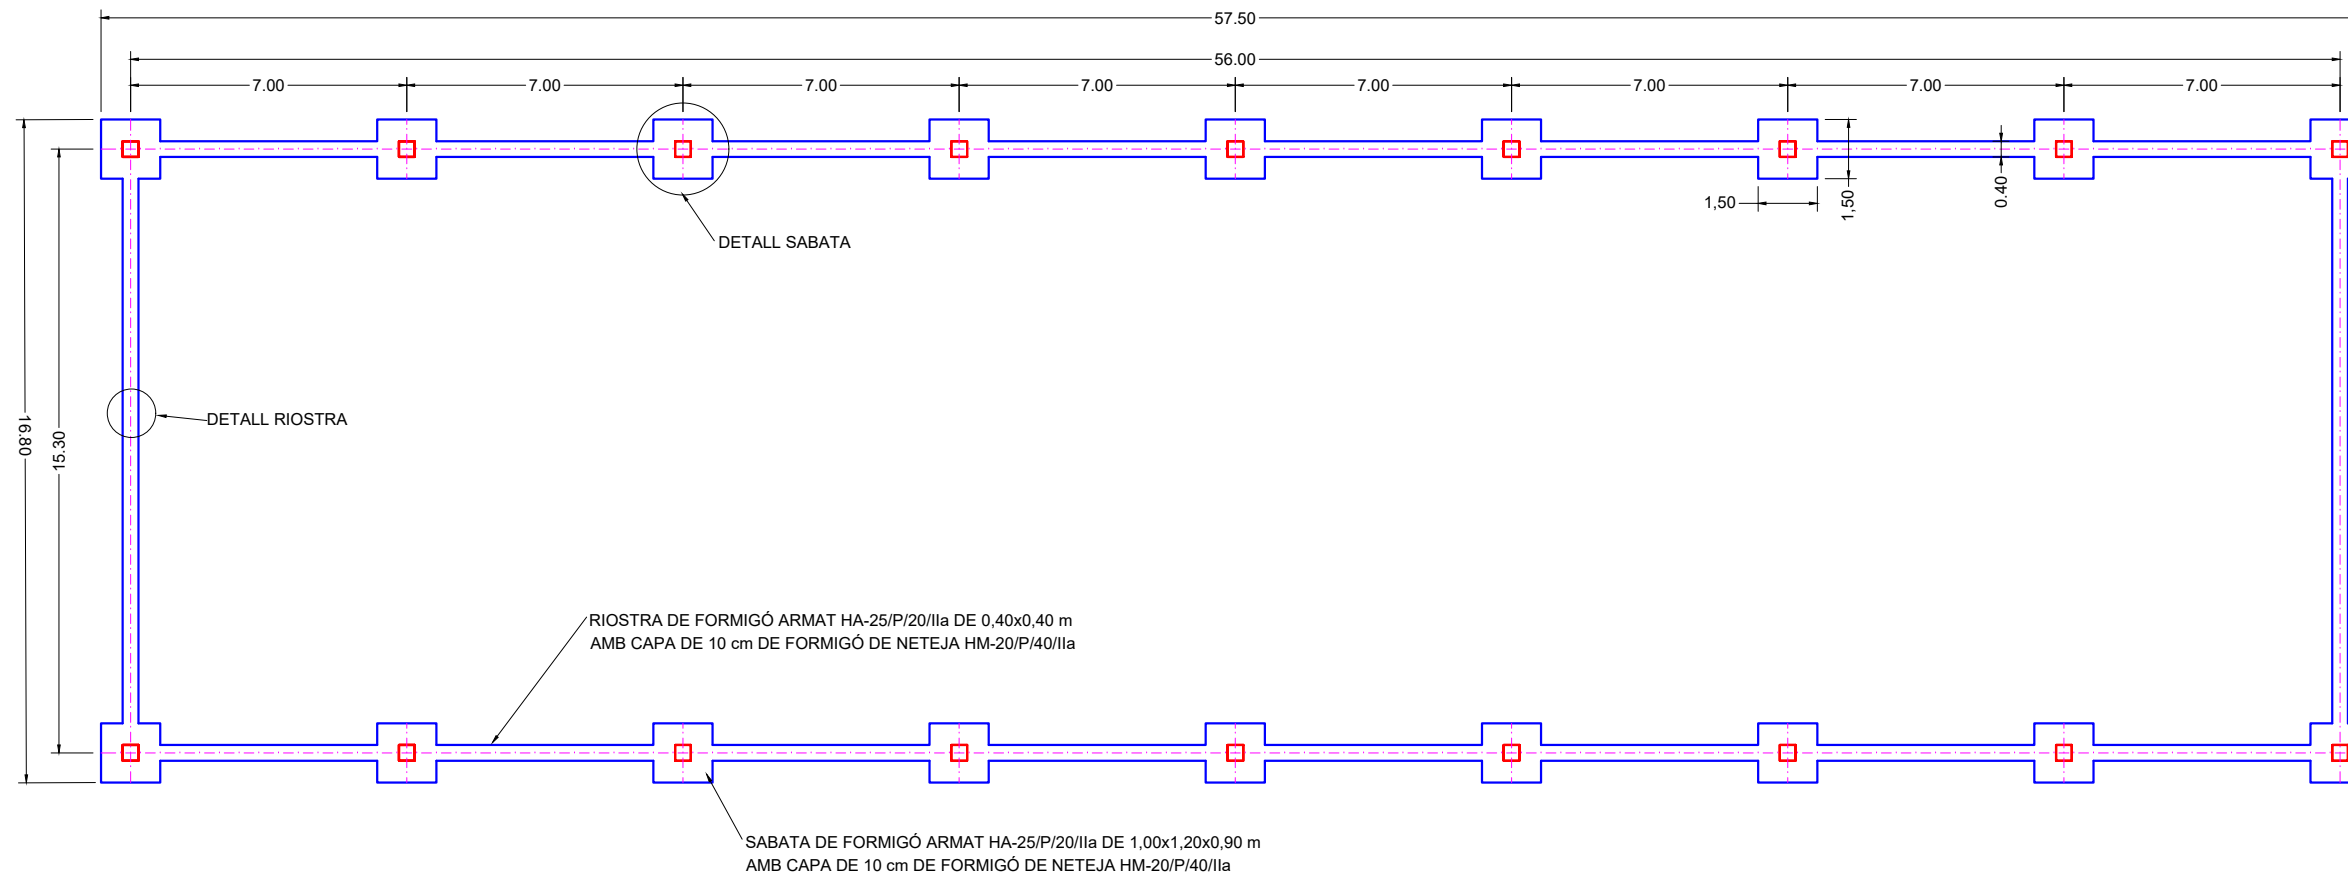 57.50
56.00
7.00 7.00 7.00 7.00 7.00 7.00 7.00 7.00
1,50
1,50
0.40
DETALL SABATA
DETALL RIOSTRA
16.80
15.30
RIOSTRA DE FORMIGÓ ARMAT HA-25/P/20/IIa DE 0,40x0,40 m
AMB CAPA DE 10 cm DE FORMIGÓ DE NETEJA HM-20/P/40/IIa
SABATA DE FORMIGÓ ARMAT HA-25/P/20/IIa DE 1,00x1,20x0,90 m
AMB CAPA DE 10 cm DE FORMIGÓ DE NETEJA HM-20/P/40/IIa